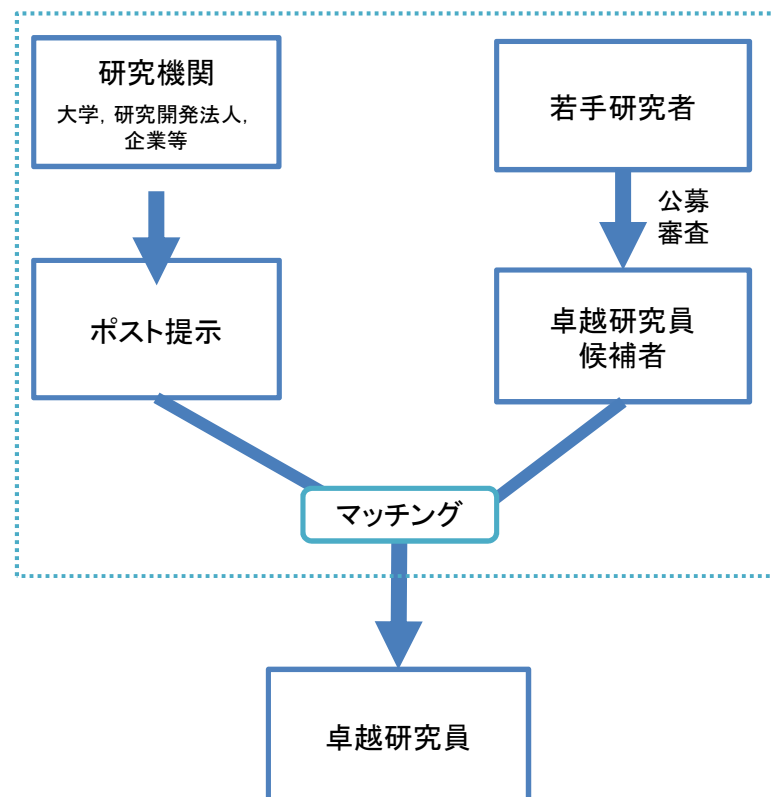 研究機関
大学，研究開発法人，
企業等
若手研究者
公募
審査
ポスト提示
卓越研究員
候補者
マッチング
卓越研究員